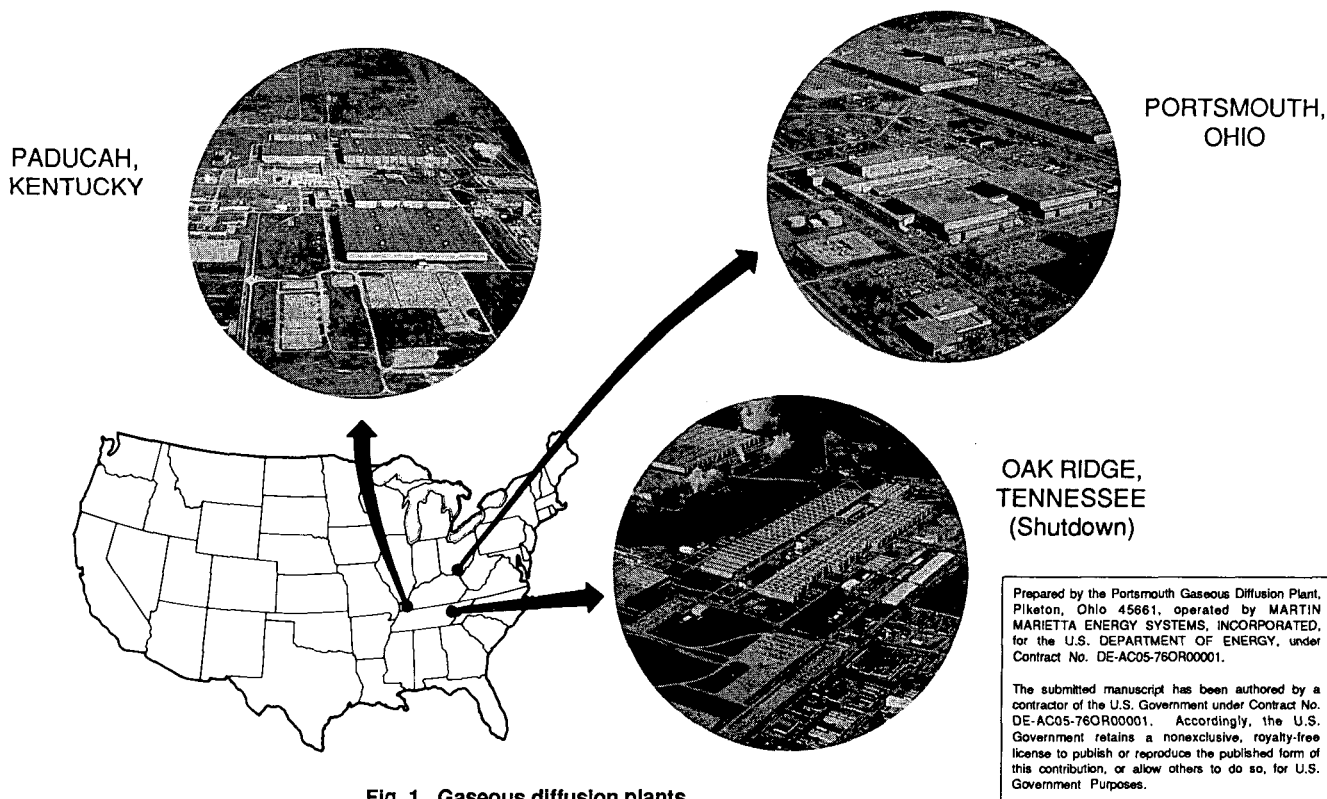 PADUCAH,
KENTUCKY
PORTSMOUTH,
OHIO
OAK RIDGE,
TENNESSEE
(Shutdown)
Prepared by the Portsmouth Gaseous Diffusion Plant,
Piketon, Ohio 45661, operated by MARTIN
MARIETTA ENERGY SYSTEMS, INCORPORATED,
for the U.S. DEPARTMENT OF ENERGY, under
Contract No. DE-AC05-76OR00001.
The submitted manuscript has been authored by a
contractor of the U.S. Government under Contract No.
DE-AC05-76OR00001. Accordingly, the U.S.
Government retains a nonexclusive, royalty-free
license to publish or reproduce the published form of
this contribution, or allow others to do so, for U.S.
Government Purposes.
Fig. 1. Gaseous diffusion plants